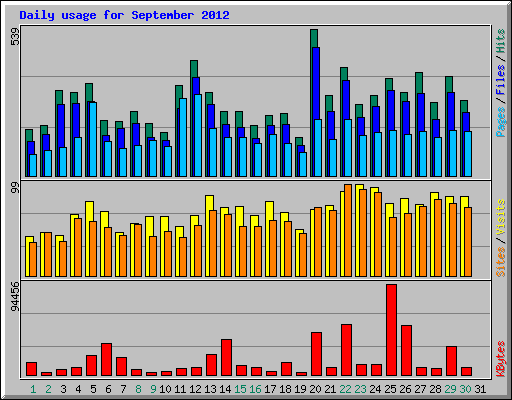 Daily usage for September 2012
539
Pages / Files / Hits
99
Sites / Visits
94456
KBytes
1 2 3 4 5 6 7 8 9 10 11 12 13 14 15 16 17 18 19 20 21 22 23 24 25 26 27 28 29 30 31